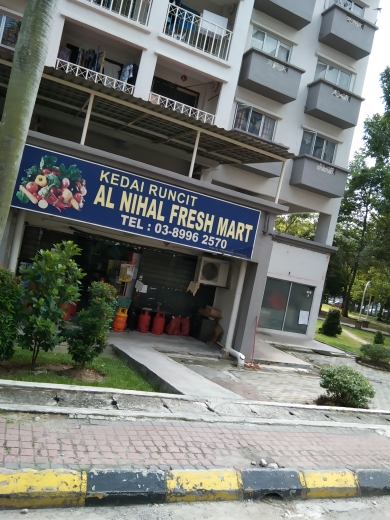 KEDAI RUNCIT
AL NIHAL FRESH MART
TEL : 03-8996 2570